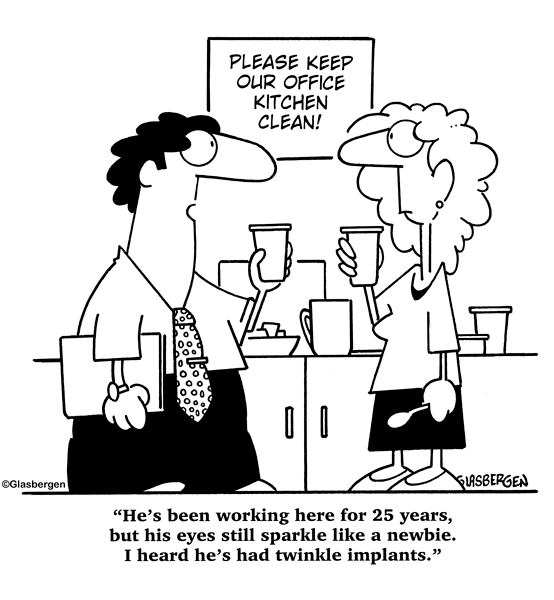 PLEASE KEEP
OUR OFFICE
KITCHEN
CLEAN!
©Glasbergen
GLASBERGEN
“He’s been working here for 25 years,
but his eyes still sparkle like a newbie.
I heard he’s had twinkle implants.”